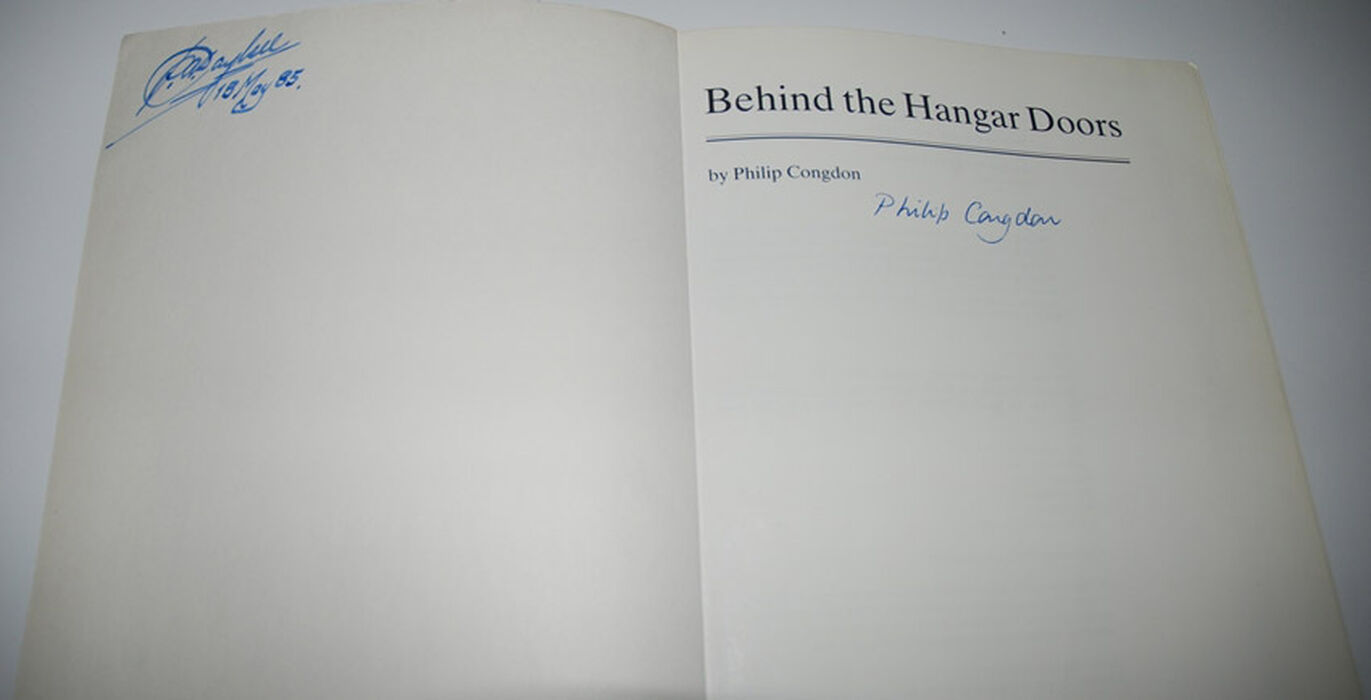 18 May 85.
Behind the Hangar Doors
by Philip Congdon
Philip Congdon